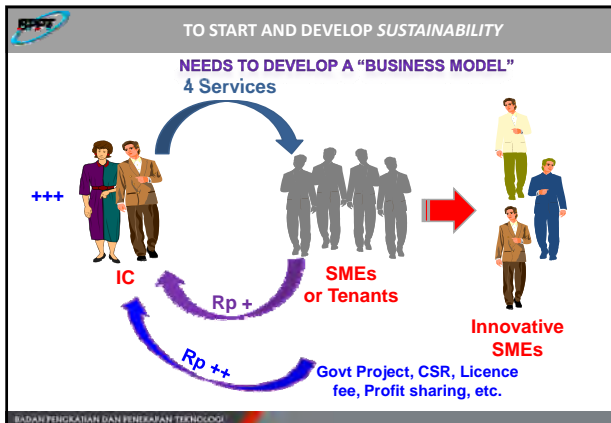 BPPT
TO START AND DEVELOP SUSTAINABILITY
NEEDS TO DEVELOP A “BUSINESS MODEL”
4 Services
+++
IC
SMEs
or Tenants
Rp +
Innovative
SMEs
Rp ++
Govt Project, CSR, Licence
fee, Profit sharing, etc.
BADAN PENGKAJIAN DAN PENERAPAN TEKNOLOGI